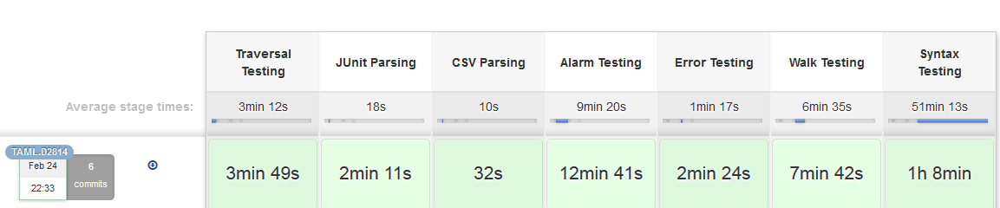 Traversal Testing
JUnit Parsing
CSV Parsing
Alarm Testing
Error Testing
Walk Testing
Syntax Testing
Average stage times:
3min 12s
18s
10s
9min 20s
1min 17s
6min 35s
51min 13s
TAML.D2814
Feb 24
22:33
6
commits
3min 49s
2min 11s
32s
12min 41s
2min 24s
7min 42s
1h 8min